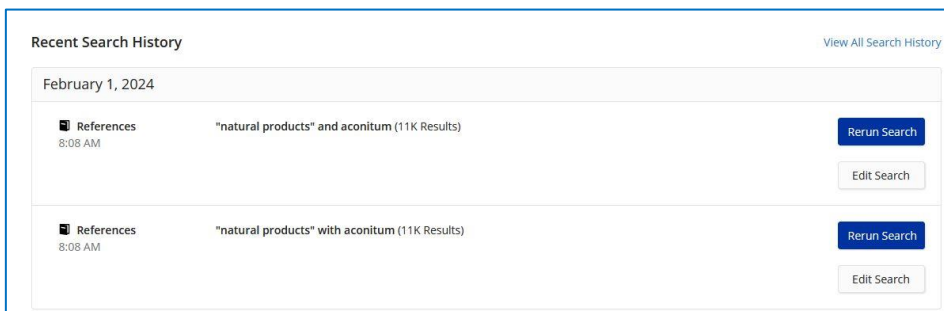 Recent Search History
View All Search History
February 1, 2024
References
"natural products" and aconitum (11K Results)
Rerun Search
8:08 AM
Edit Search
References
"natural products" with aconitum (11K Results)
Rerun Search
8:08 AM
Edit Search